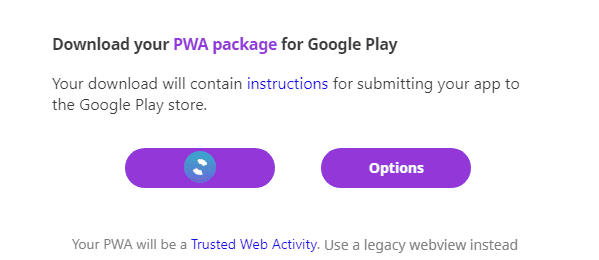 Download your PWA package for Google Play
Your download will contain instructions for submitting your app to
the Google Play store.
Options
Your PWA will be a Trusted Web Activity. Use a legacy webview instead